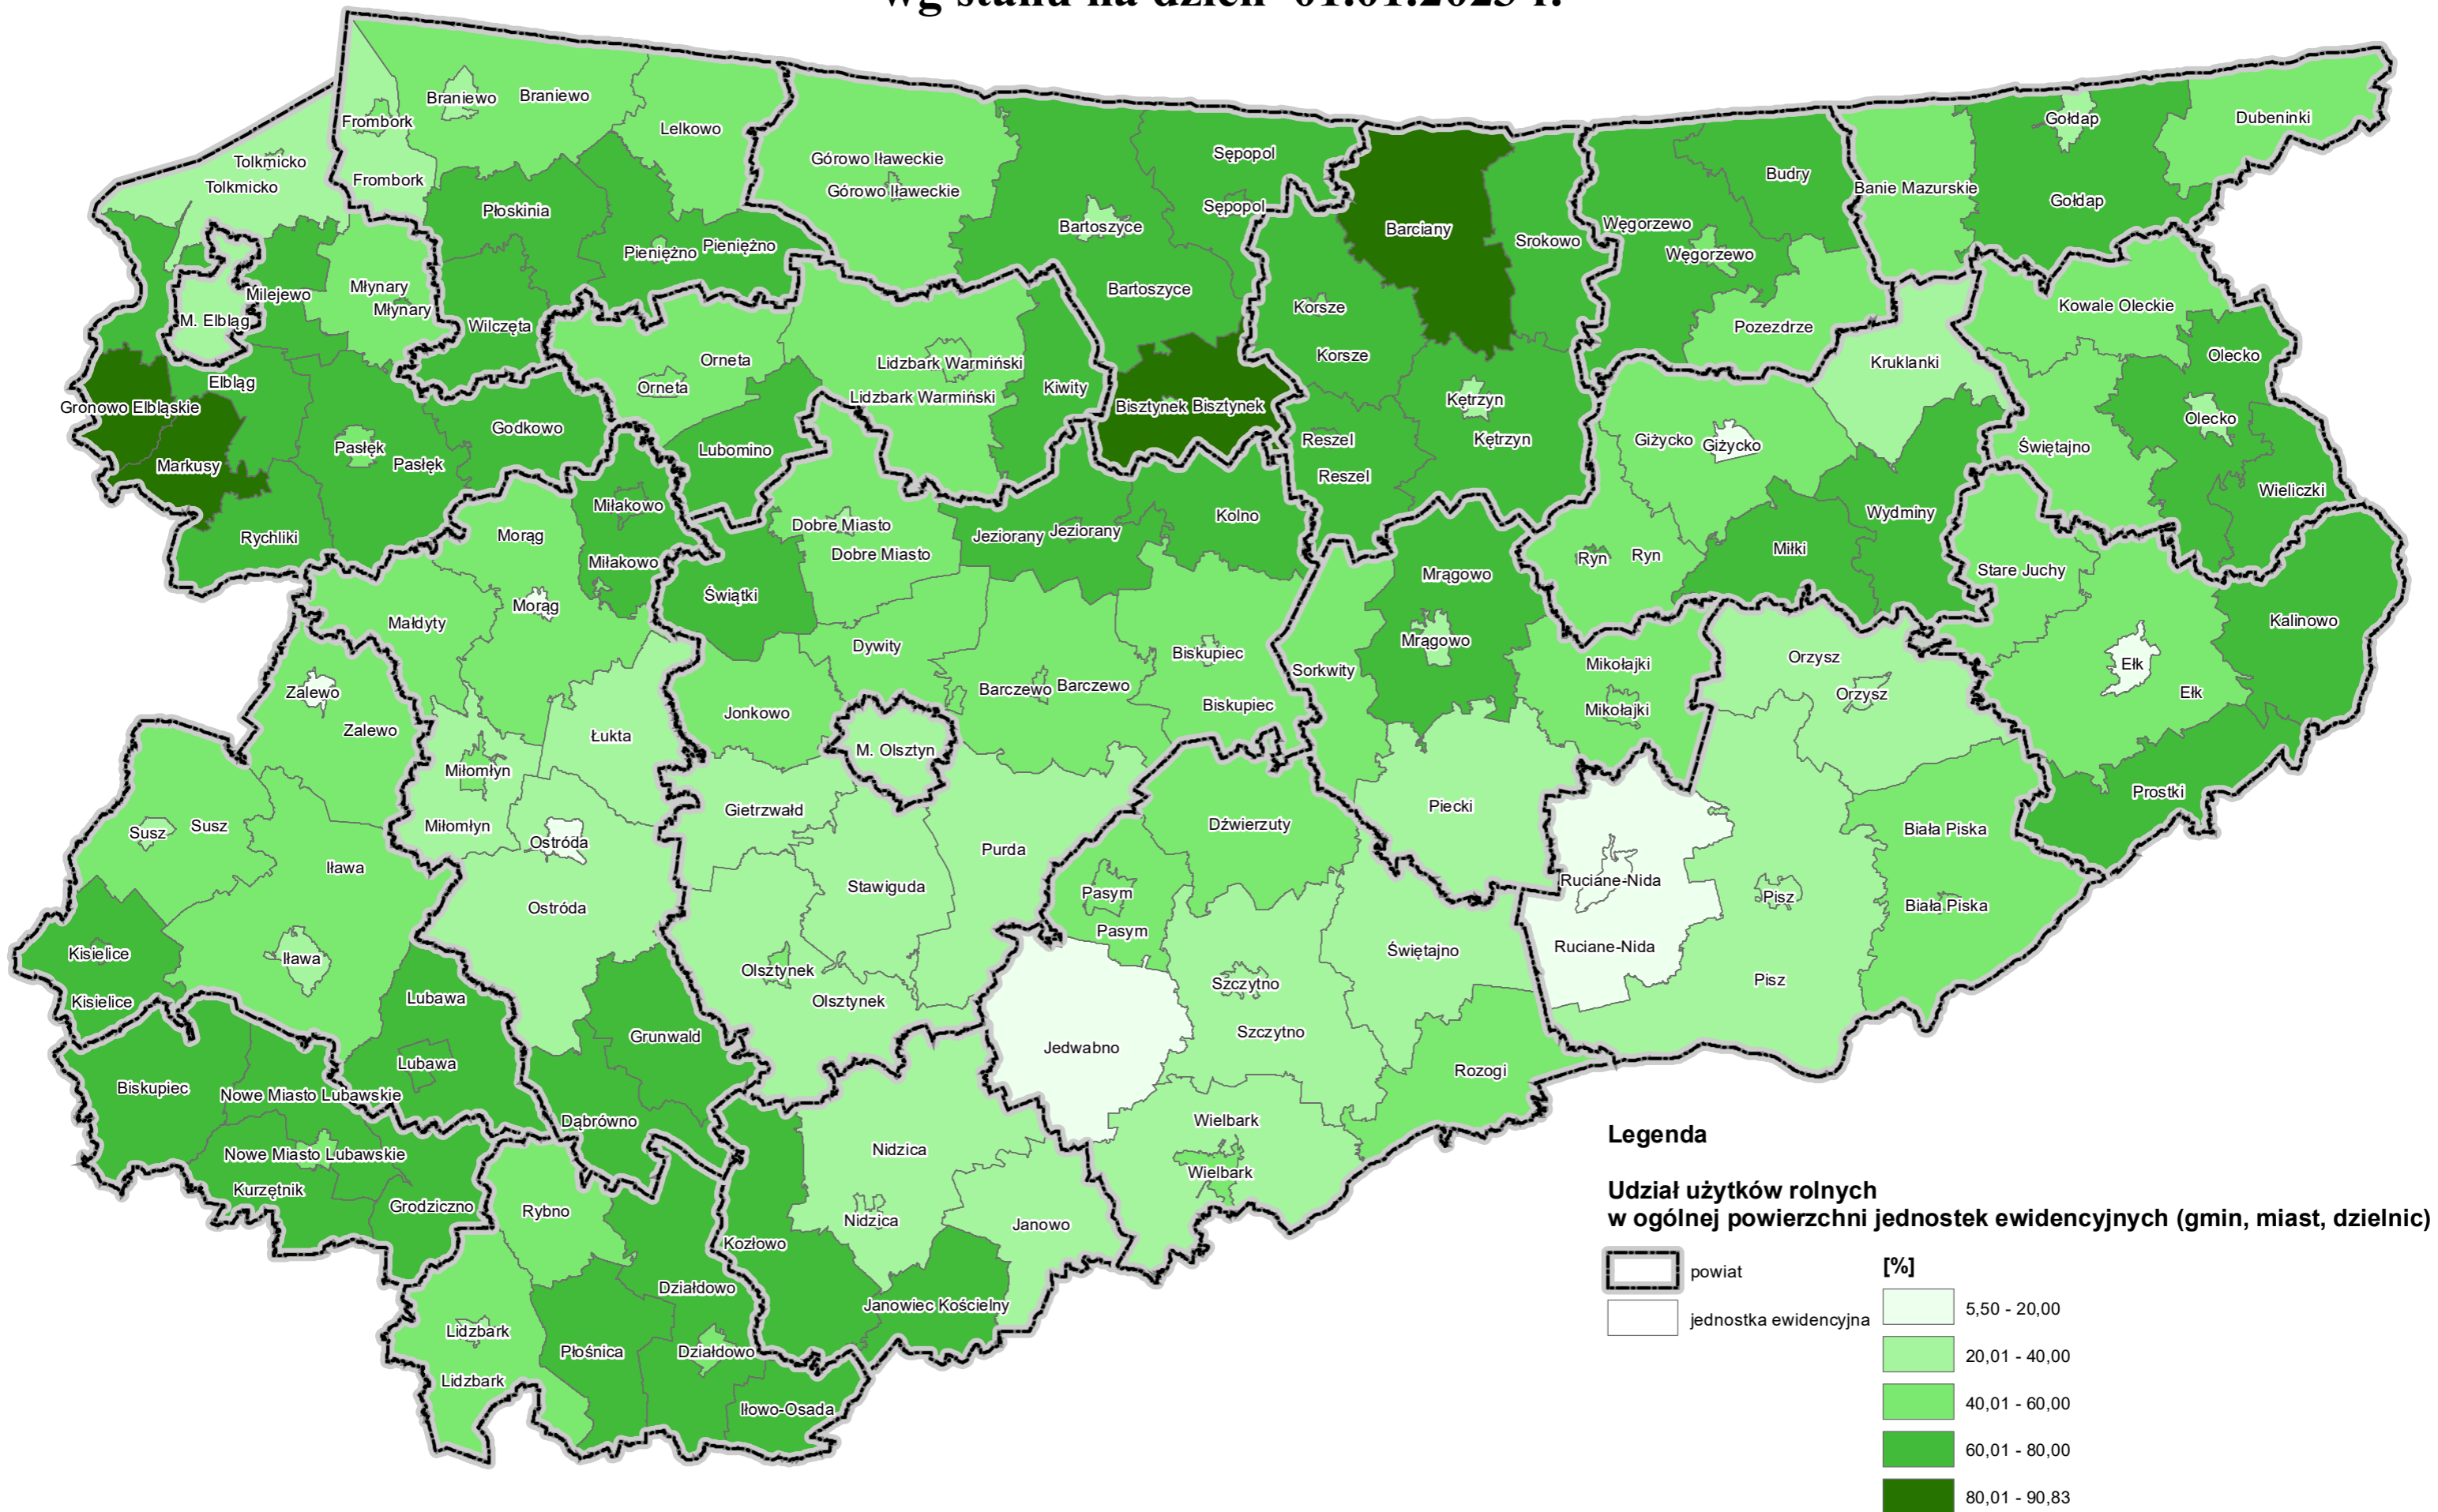 wg stanu na dzień 01.01.2023 r.
Braniewo
Braniewo
Frombork
Lelkowo
Tolkmicko
Tolkmicko
Frombork
Płoskinia
Pieniężno
Pieniężno
Górowo Iławeckie
Górowo Iławeckie
Sępopol
Sępopol
Bartoszyce
Bartoszyce
Barciany
Srokowo
Węgorzewo
Węgorzewo
Budry
Banie Mazurskie
Gołdap
Gołdap
Dubeninki
Milejewo
Młynary
Młynary
M. Elbląg
Wilczęta
Orneta
Orneta
Lidzbark Warmiński
Lidzbark Warmiński
Kiwity
Korsze
Korsze
Pozezdrze
Kruklanki
Kowale Oleckie
Olecko
Olecko
Elbląg
Gronowo Elbląskie
Markusy
Pasłęk
Pasłęk
Godkowo
Lubomino
Bisztynek
Bisztynek
Reszel
Reszel
Kętrzyn
Kętrzyn
Giżycko
Giżycko
Świętajno
Wieliczki
Rychliki
Morąg
Morąg
Miłakowo
Miłakowo
Dobre Miasto
Dobre Miasto
Jeziorany
Jeziorany
Kolno
Mrągowo
Mrągowo
Ryn
Ryn
Miłki
Wydminy
Stare Juchy
Kalinowo
Małdyty
Świątki
Dywity
Barczewo
Barczewo
Biskupiec
Biskupiec
Sorkwity
Mikołajki
Mikołajki
Orzysz
Orzysz
Ełk
Ełk
Zalewo
Zalewo
Łukta
Jonkowo
M. Olsztyn
Miłomłyn
Miłomłyn
Gietrzwałd
Piecki
Prostki
Susz
Susz
Iława
Iława
Ostróda
Ostróda
Stawiguda
Purda
Dźwierzuty
Pasym
Pasym
Ruciane-Nida
Ruciane-Nida
Pisz
Pisz
Biała Piska
Biała Piska
Kisielice
Kisielice
Lubawa
Lubawa
Olsztynek
Olsztynek
Szczytno
Szczytno
Świętajno
Grunwald
Jedwabno
Rozogi
Biskupiec
Nowe Miasto Lubawskie
Nowe Miasto Lubawskie
Dąbrówno
Nidzica
Nidzica
Wielbark
Wielbark
Kurzętnik
Grodziczno
Rybno
Kozłowo
Janowo
Działdowo
Działdowo
Janowiec Kościelny
Lidzbark
Lidzbark
Płośnica
Iłowo-Osada
Legenda
Udział użytków rolnych
w ogólnej powierzchni jednostek ewidencyjnych (gmin, miast, dzielnic)
powiat
jednostka ewidencyjna
[%]
5,50 - 20,00
20,01 - 40,00
40,01 - 60,00
60,01 - 80,00
80,01 - 90,83